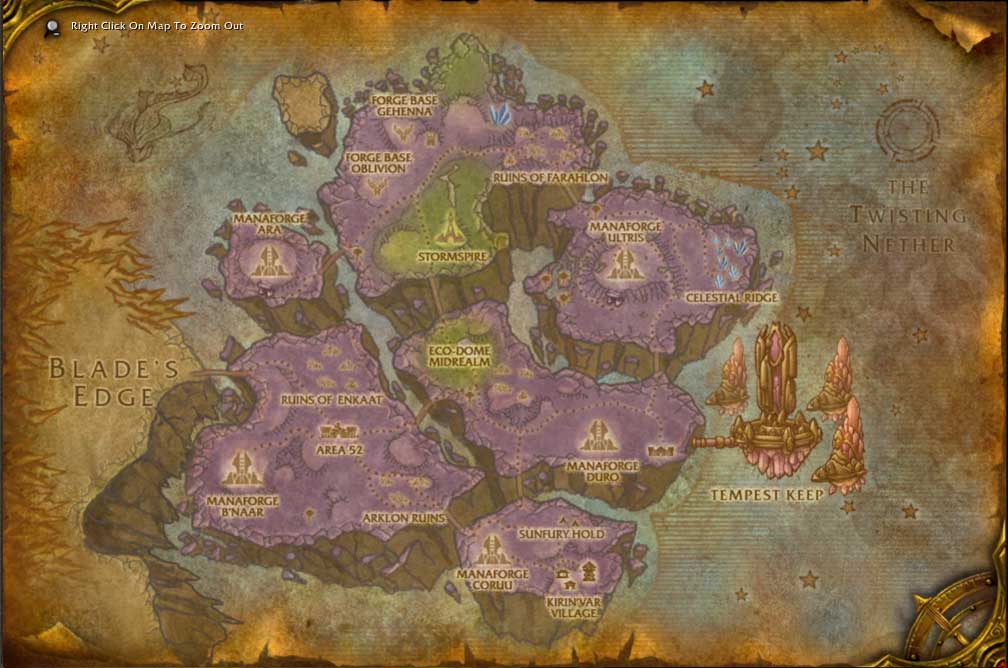 Right Click On Map To Zoom Out
FORGE BASE
GEHENNA
FORGE BASE
OBLIVION
RUINS OF FARAHLON
THE
TWISTING
NETHER
MANAFORGE
ARA
MANAFORGE
ULTRIS
STORMSPIRE
CELESTIAL RIDGE
ECO-DOME
MIDREALM
BLADE'S
EDGE
RUINS OF ENKAAT
AREA 52
MANAFORGE
DURO
TEMPEST KEEP
MANAFORGE
B'NAAR
ARKLON RUINS
SUNFURY HOLD
MANAFORGE
CORUU
KIRIN'VAR
VILLAGE